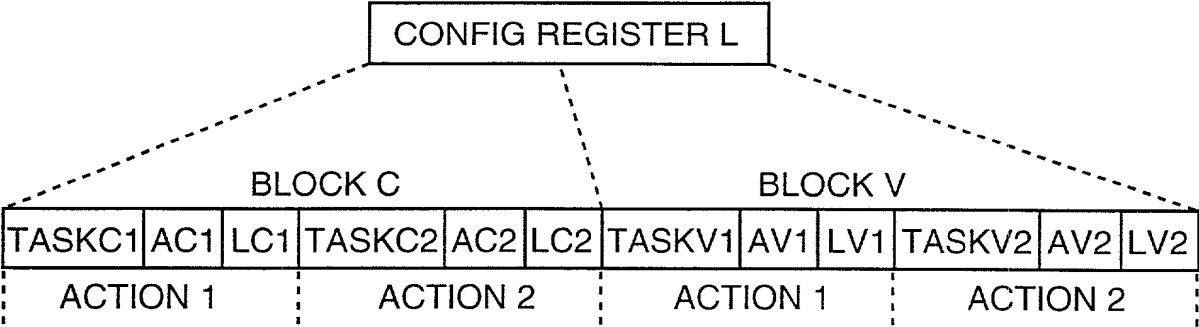 CONFIG REGISTER L
BLOCK C BLOCK V
TASKC1 AC1 LC1 TASKC2 AC2 LC2 TASKV1 AV1 LV1 TASKV2 AV2 LV2
ACTION 1 ACTION 2 ACTION 1 ACTION 2